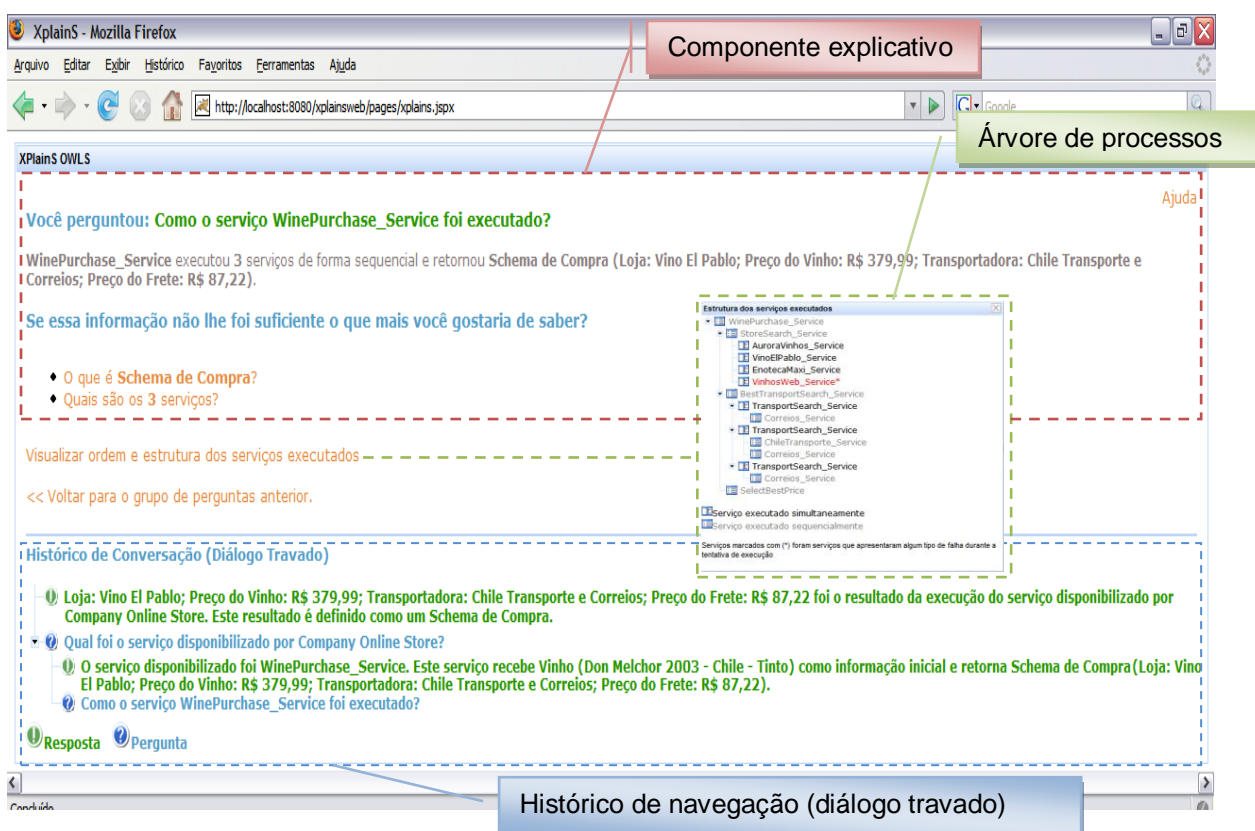 XplainS - Mozilla Firefox
Componente explicativo
Arquivo Editar Exibir Histórico Favoritos Ferramentas Ajuda
http://localhost:8080/xplainsweb/pages/xplains.jspx
G Google
Árvore de processos
XPlainS OWLS
Ajuda
Você perguntou: Como o serviço WinePurchase_Service foi executado?
WinePurchase_Service executou 3 serviços de forma sequencial e retornou Schema de Compra (Loja: Vino El Pablo; Preço do Vinho: R$ 379,99; Transportadora: Chile Transporte e
Correios; Preço do Frete: R$ 87,22).
Se essa informação não lhe foi suficiente o que mais você gostaria de saber?
• O que é Schema de Compra?
• Quais são os 3 serviços?
Visualizar ordem e estrutura dos serviços executados
<< Voltar para o grupo de perguntas anterior.
Estrutura dos serviços executados
WinePurchase_Service
StoreSearch_Service
AuroraVinhos_Service
VinoElPablo_Service
EnotecaMaxi_Service
VinhosWeb_Service*
BestTransportSearch_Service
TransportSearch_Service
Correios_Service
TransportSearch_Service
ChileTransporte_Service
Correios_Service
TransportSearch_Service
Correios_Service
SelectBestPrice
Serviço executado simultaneamente
Serviço executado sequencialmente
Serviços marcados com (*) foram serviços que apresentaram algum tipo de falha durante a
tentativa de execução
Histórico de Conversação (Diálogo Travado)
Loja: Vino El Pablo; Preço do Vinho: R$ 379,99; Transportadora: Chile Transporte e Correios; Preço do Frete: R$ 87,22 foi o resultado da execução do serviço disponibilizado por
Company Online Store. Este resultado é definido como um Schema de Compra.
Qual foi o serviço disponibilizado por Company Online Store?
O serviço disponibilizado foi WinePurchase_Service. Este serviço recebe Vinho (Don Melchor 2003 - Chile - Tinto) como informação inicial e retorna Schema de Compra(Loja: Vino
El Pablo; Preço do Vinho: R$ 379,99; Transportadora: Chile Transporte e Correios; Preço do Frete: R$ 87,22).
Como o serviço WinePurchase_Service foi executado?
Resposta Pergunta
Histórico de navegação (diálogo travado)
Concluído